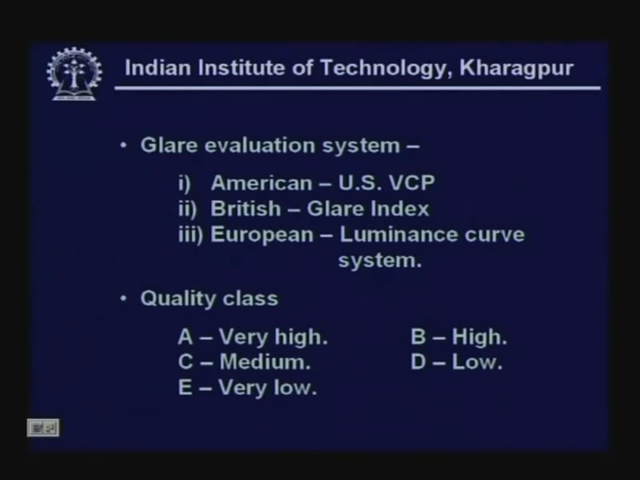 Indian Institute of Technology, Kharagpur
• Glare evaluation system –
i) American – U.S. VCP
ii) British – Glare Index
iii) European – Luminance curve
system.
• Quality class
A – Very high. B – High.
C – Medium. D – Low.
E – Very low.